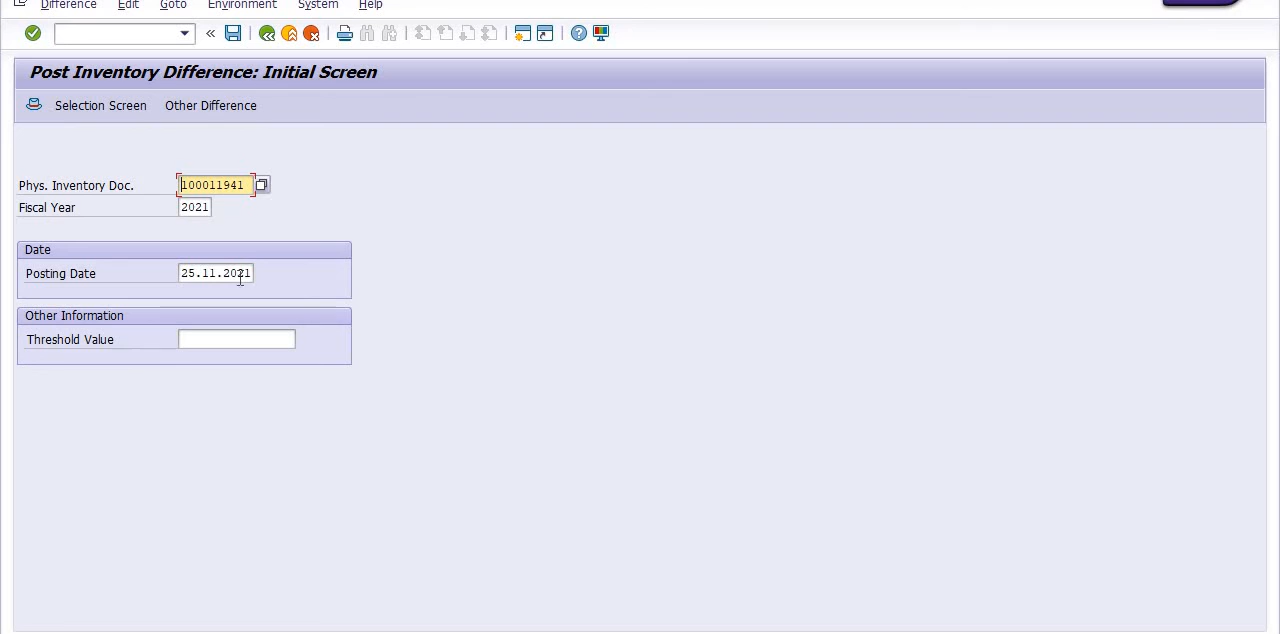 Difference Edit Goto Environment System Help
Post Inventory Difference: Initial Screen
Selection Screen Other Difference
Phys. Inventory Doc. 100011941
Fiscal Year 2021
Date
Posting Date 25.11.2021
Other Information
Threshold Value